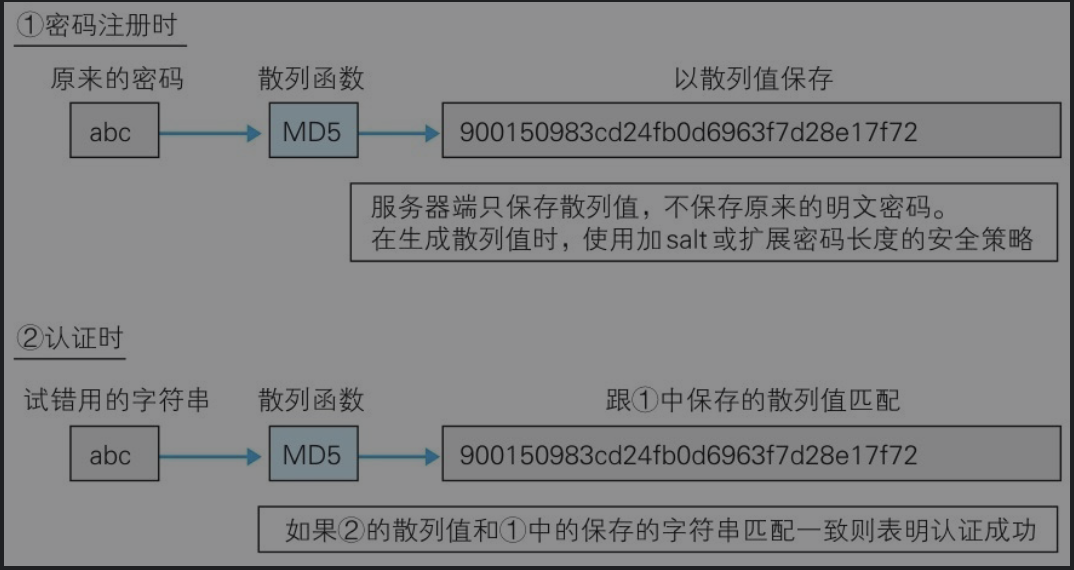 ①密码注册时
原来的密码 散列函数 以散列值保存
abc MD5 900150983cd24fb0d6963f7d28e17f72
服务器端只保存散列值，不保存原来的明文密码。
在生成散列值时，使用加salt或扩展密码长度的安全策略
②认证时
试错用的字符串 散列函数 跟①中保存的散列值匹配
abc MD5 900150983cd24fb0d6963f7d28e17f72
如果②的散列值和①中的保存的字符串匹配一致则表明认证成功